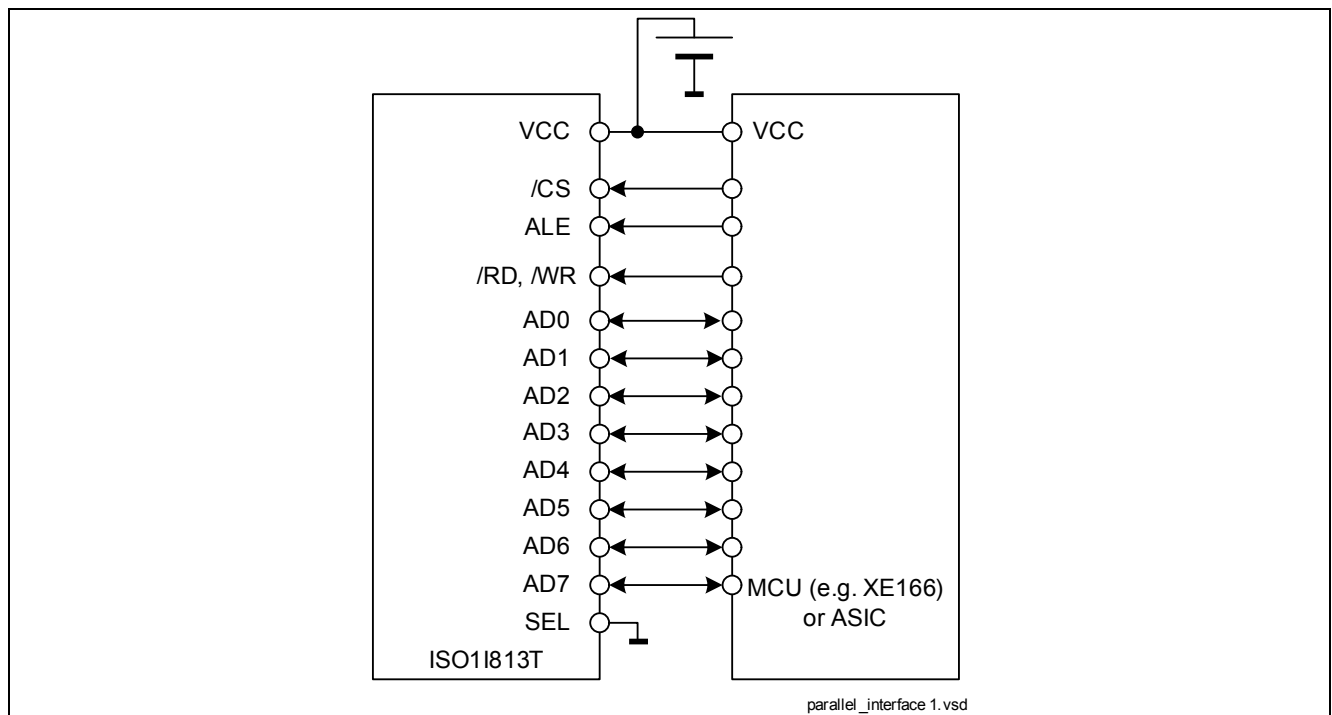 VCC VCC
/CS
ALE
/RD, /WR
AD0
AD1
AD2
AD3
AD4
AD5
AD6
AD7
MCU (e.g. XE166)
or ASIC
SEL
ISO1I813T
parallel_interface 1.vsd